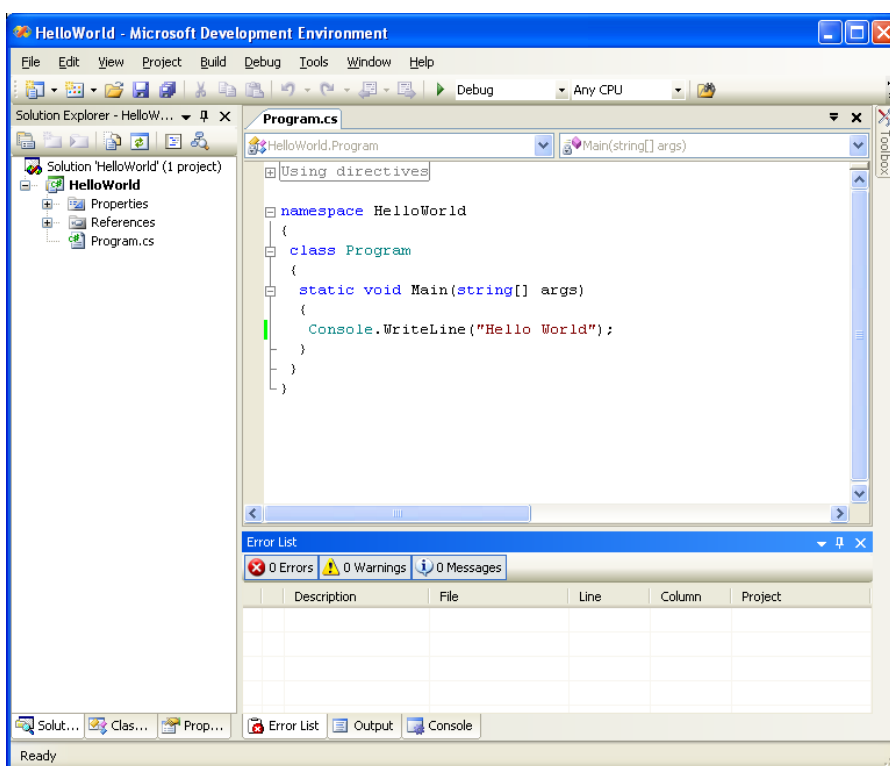 HelloWorld - Microsoft Development Environment
File Edit View Project Build Debug Tools Window Help
Debug Any CPU
Solution Explorer - HelloW...
Solution 'HelloWorld' (1 project)
HelloWorld
Properties
References
Program.cs
Program.cs
HelloWorld.Program Main(string[] args)
Using directives
namespace HelloWorld
{
class Program
{
static void Main(string[] args)
{
Console.WriteLine("Hello World");
}
}
}
Toolbox
Error List
0 Errors 0 Warnings 0 Messages
Description File Line Column Project
Solut... Clas... Prop...
Error List Output Console
Ready